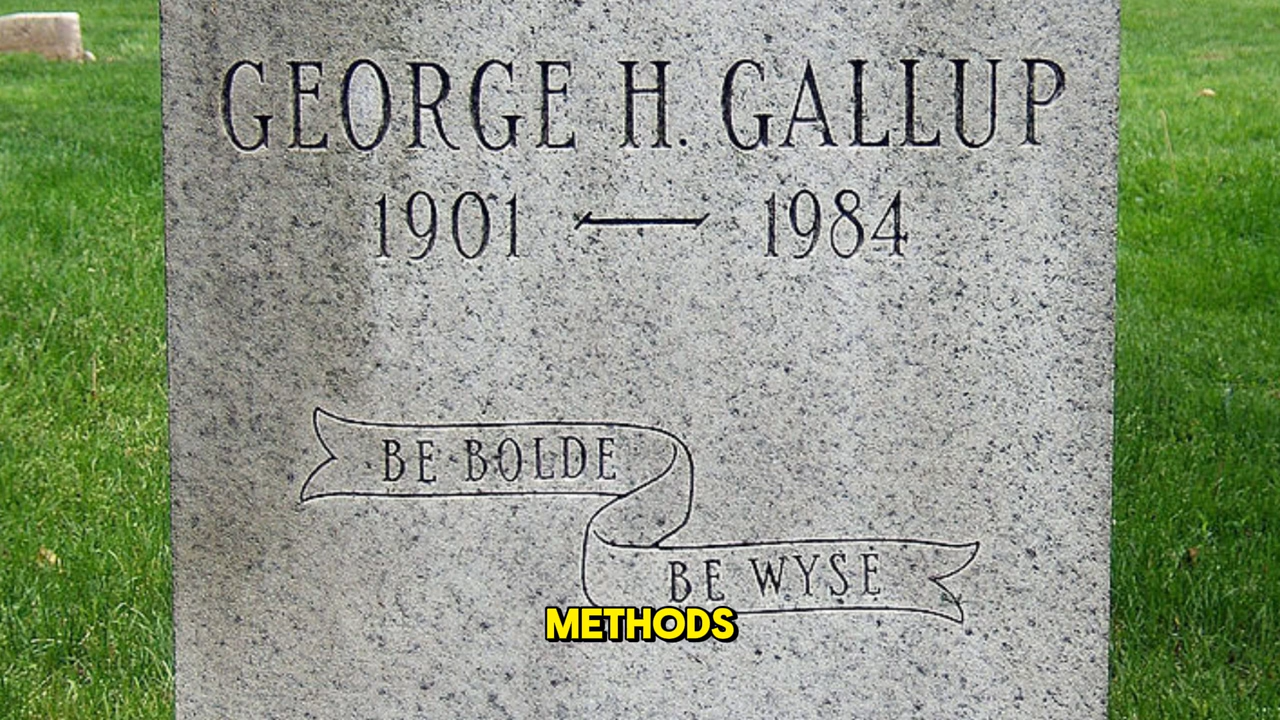 GEORGE H. GALLUP
1901 — 1984
BE BOLDE
BE WYSE
METHODS